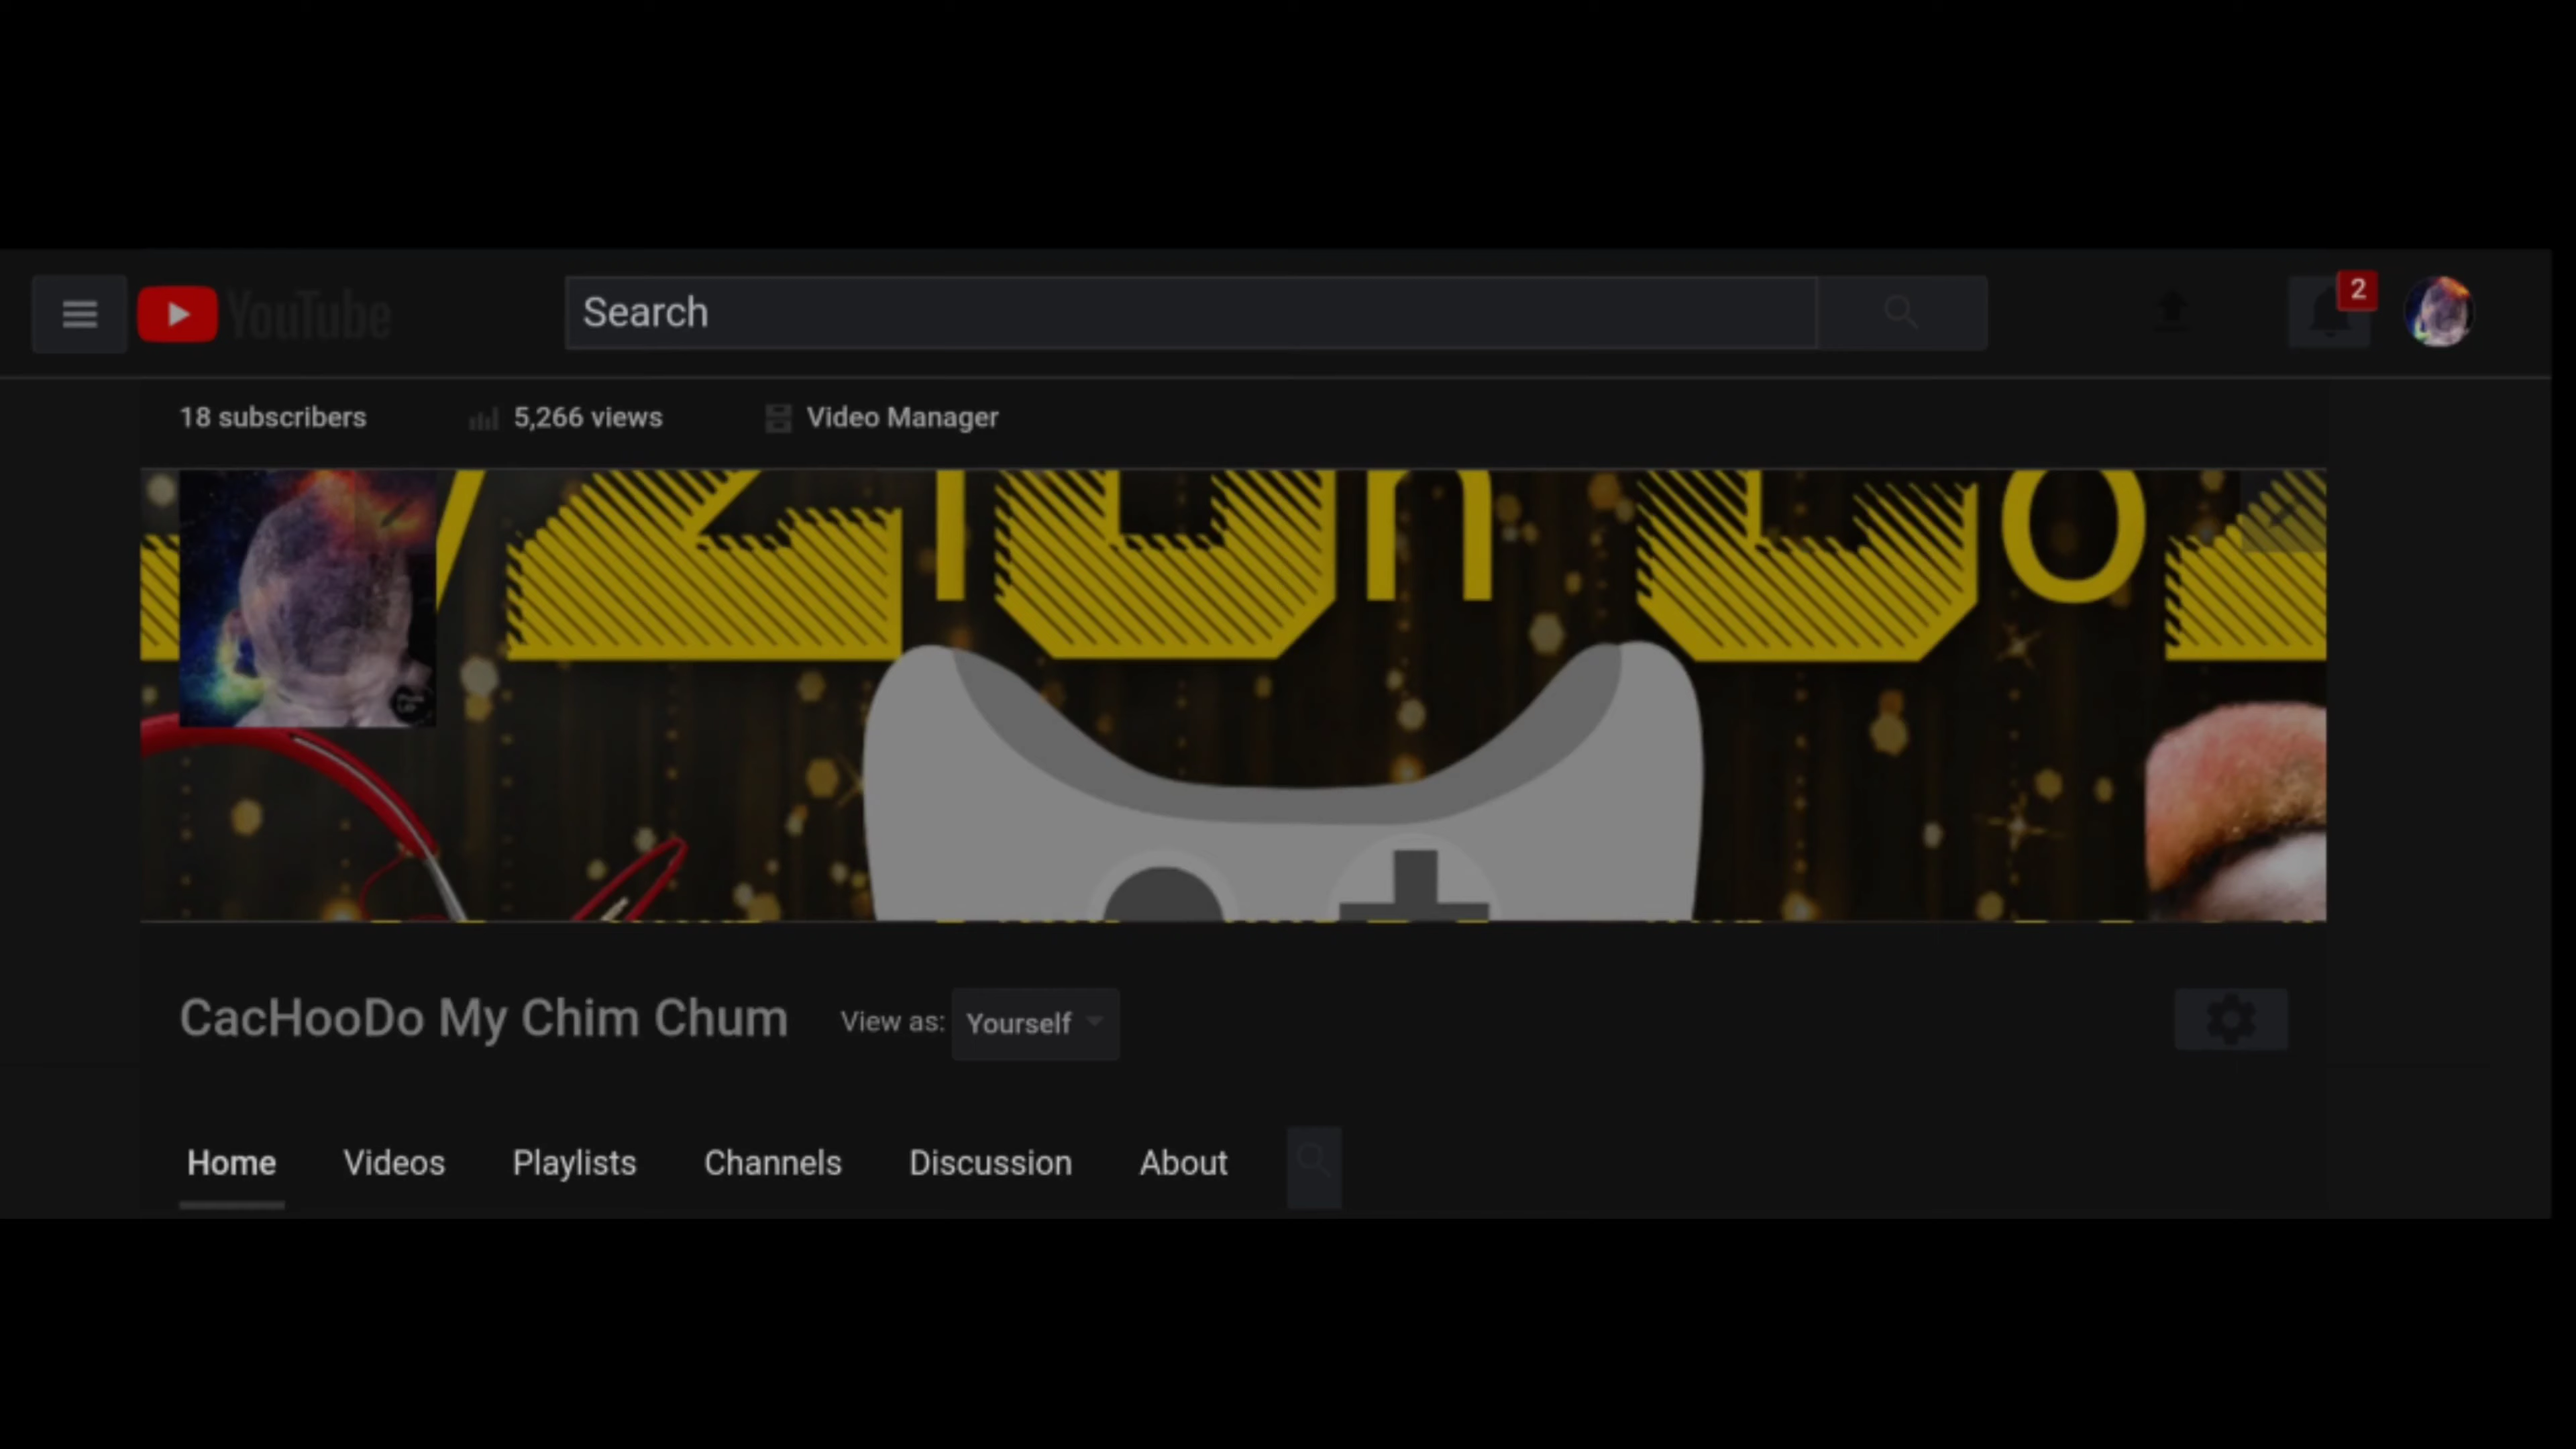 YouTube
Search
2
18 subscribers
5,266 views
Video Manager
CacHooDo My Chim Chum
View as: Yourself
Home
Videos
Playlists
Channels
Discussion
About